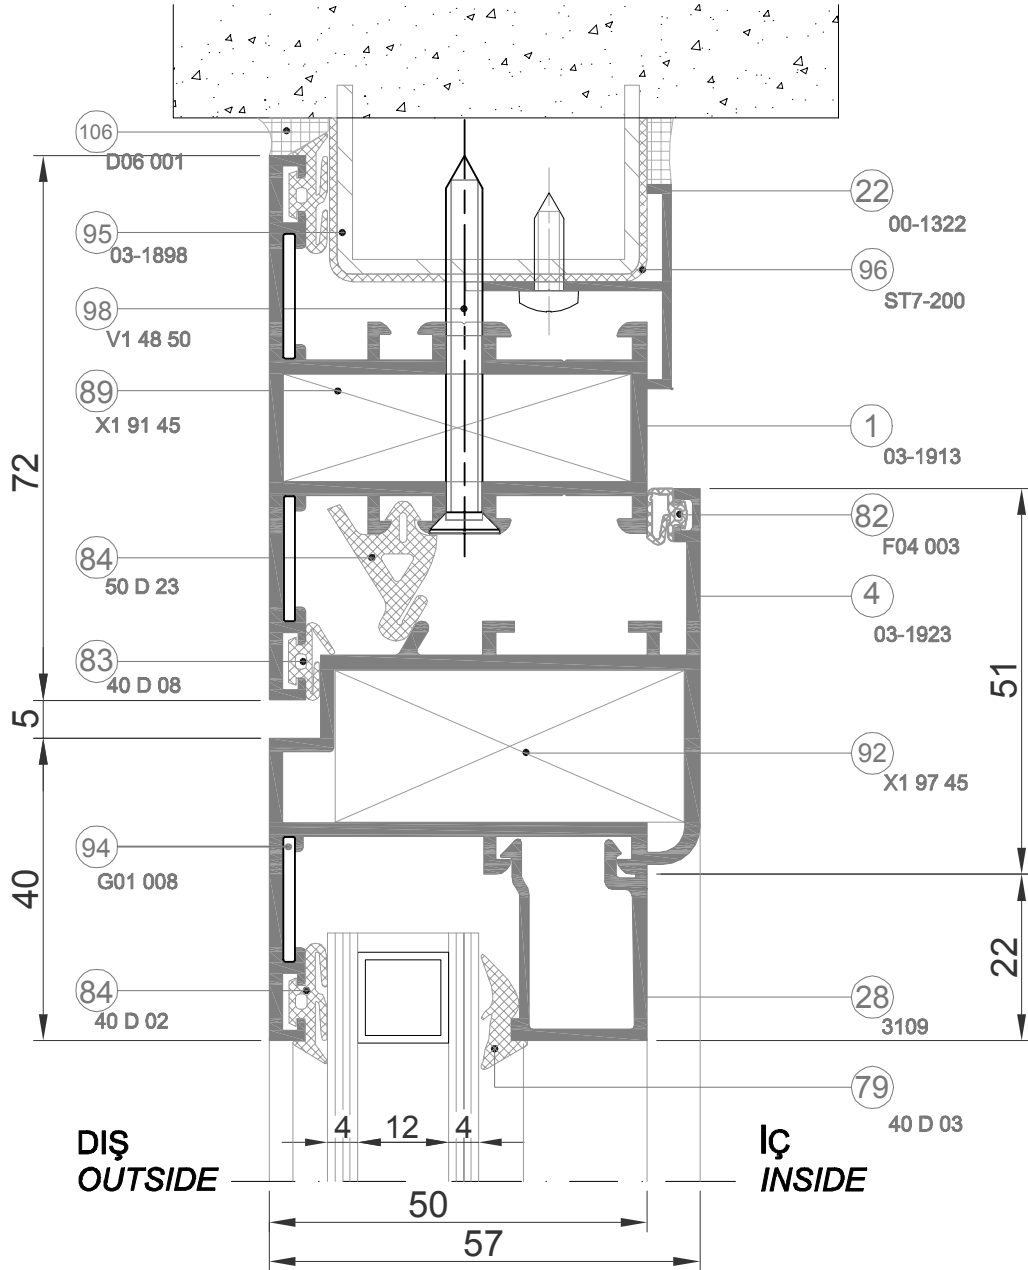 106
D06 001
22
00-1322
95
03-1898
96
ST7-200
98
V1 48 50
89
X1 91 45
1
03-1913
72
82
F04 003
84
50 D 23
4
03-1923
83
40 D 08
51
5
92
X1 97 45
94
G01 008
40
22
84
40 D 02
28
3109
79
40 D 03
4 12 4
DIŞ
OUTSIDE
İÇ
INSIDE
50
57